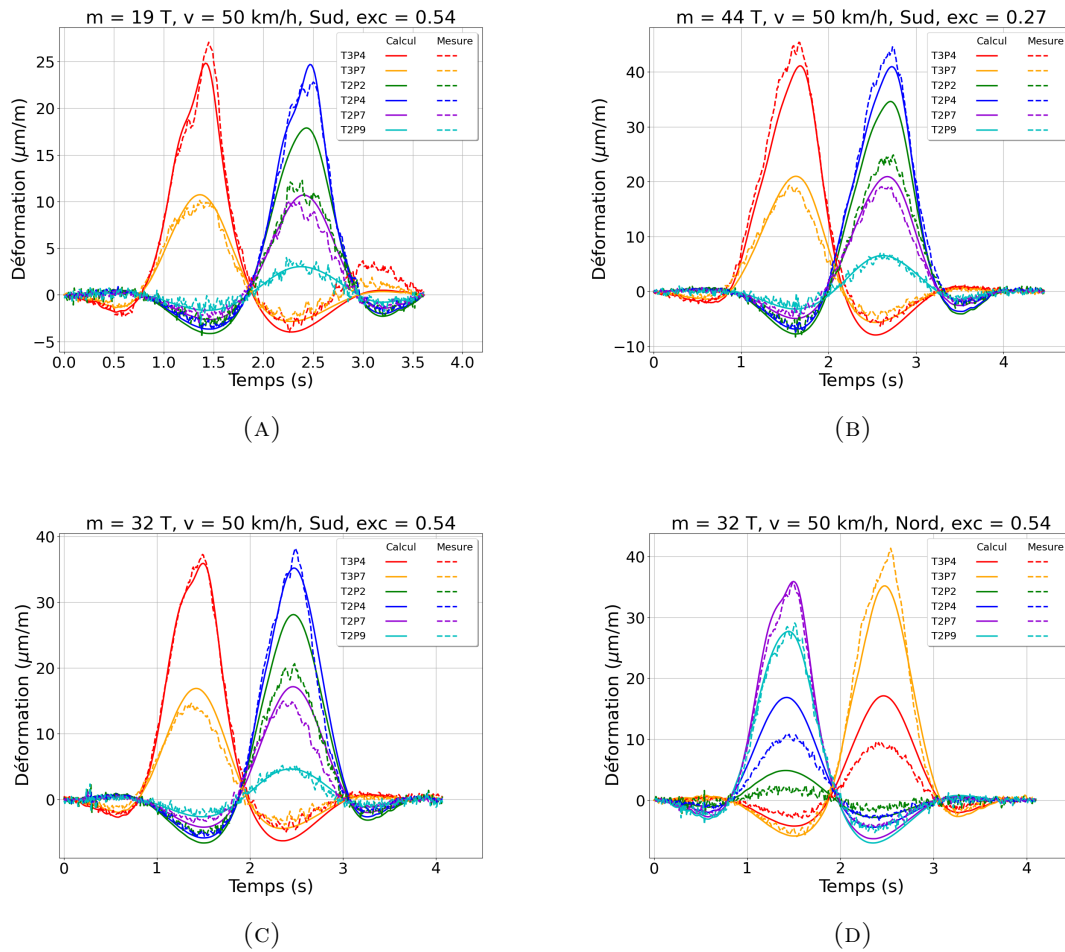 m = 19 T, v = 50 km/h, Sud, exc = 0.54
Calcul Mesure
T3P4
T3P7
T2P2
T2P4
T2P7
T2P9
Déformation (μm/m)
25
20
15
10
5
0
−5
0.0 0.5 1.0 1.5 2.0 2.5 3.0 3.5 4.0
Temps (s)
(A)
m = 44 T, v = 50 km/h, Sud, exc = 0.27
Calcul Mesure
T3P4
T3P7
T2P2
T2P4
T2P7
T2P9
Déformation (μm/m)
40
30
20
10
0
−10
0 1 2 3 4
Temps (s)
(B)
m = 32 T, v = 50 km/h, Sud, exc = 0.54
Calcul Mesure
T3P4
T3P7
T2P2
T2P4
T2P7
T2P9
Déformation (μm/m)
40
30
20
10
0
0 1 2 3 4
Temps (s)
(C)
m = 32 T, v = 50 km/h, Nord, exc = 0.54
Calcul Mesure
T3P4
T3P7
T2P2
T2P4
T2P7
T2P9
Déformation (μm/m)
40
30
20
10
0
0 1 2 3 4
Temps (s)
(D)